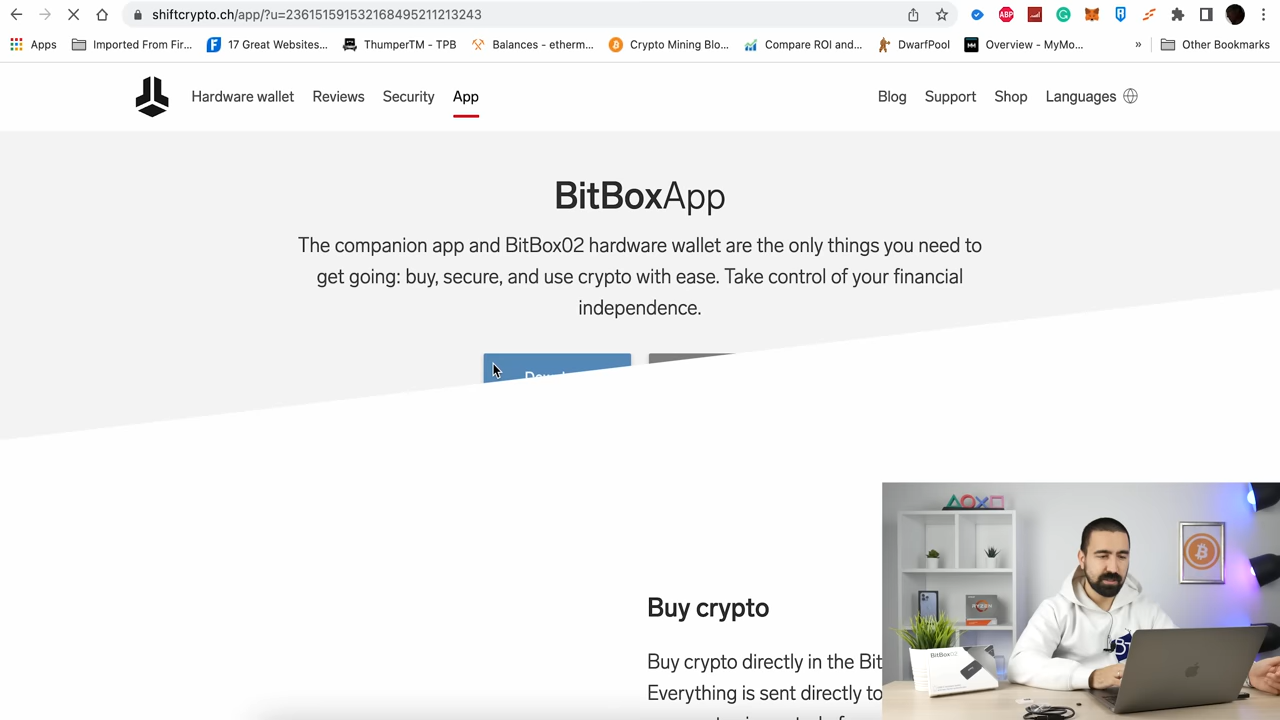 shiftcrypto.ch/app/?u=236151591532168495211213243
ABP
Apps
Imported From Fir...
17 Great Websites...
ThumperTM - TPB
Balances - etherm...
Crypto Mining Blo...
Compare ROI and...
DwarfPool
Overview - MyMo...
»
Other Bookmarks
Hardware wallet
Reviews
Security
App
Blog
Support
Shop
Languages
BitBoxApp
The companion app and BitBox02 hardware wallet are the only things you need to
get going: buy, secure, and use crypto with ease. Take control of your financial
independence.
Buy crypto
Buy crypto directly in the Bit
Everything is sent directly to
RYZEN
BitBox02